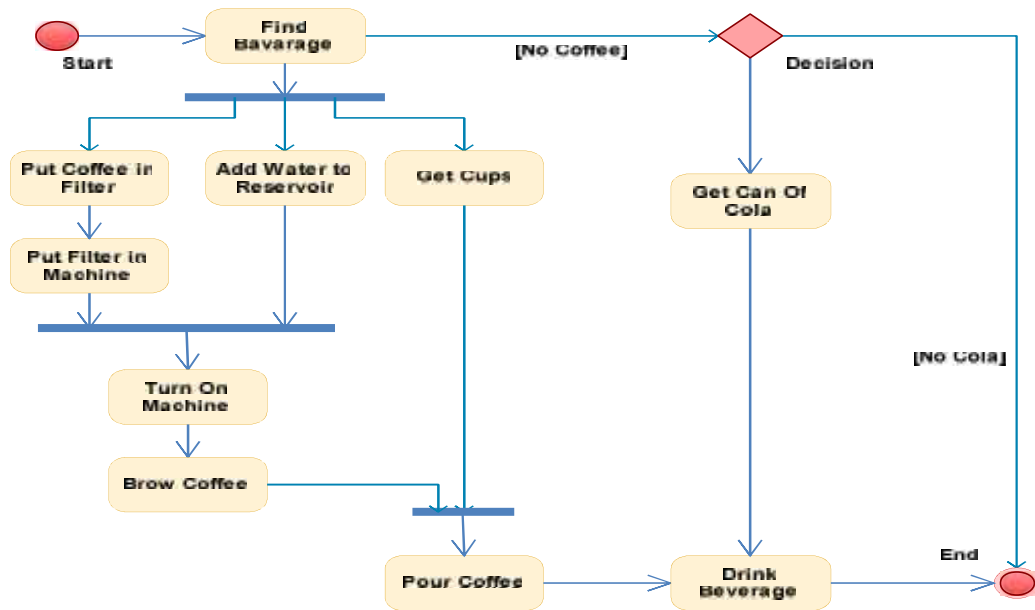 Find
Bavarage
Start
[No Coffee]
Decision
Put Coffee in
Filter
Add Water to
Reservoir
Get Cups
Get Can Of
Cola
Put Filter in
Machine
[No Cola]
Turn On
Machine
Brow Coffee
End
Pour Coffee
Drink
Beverage